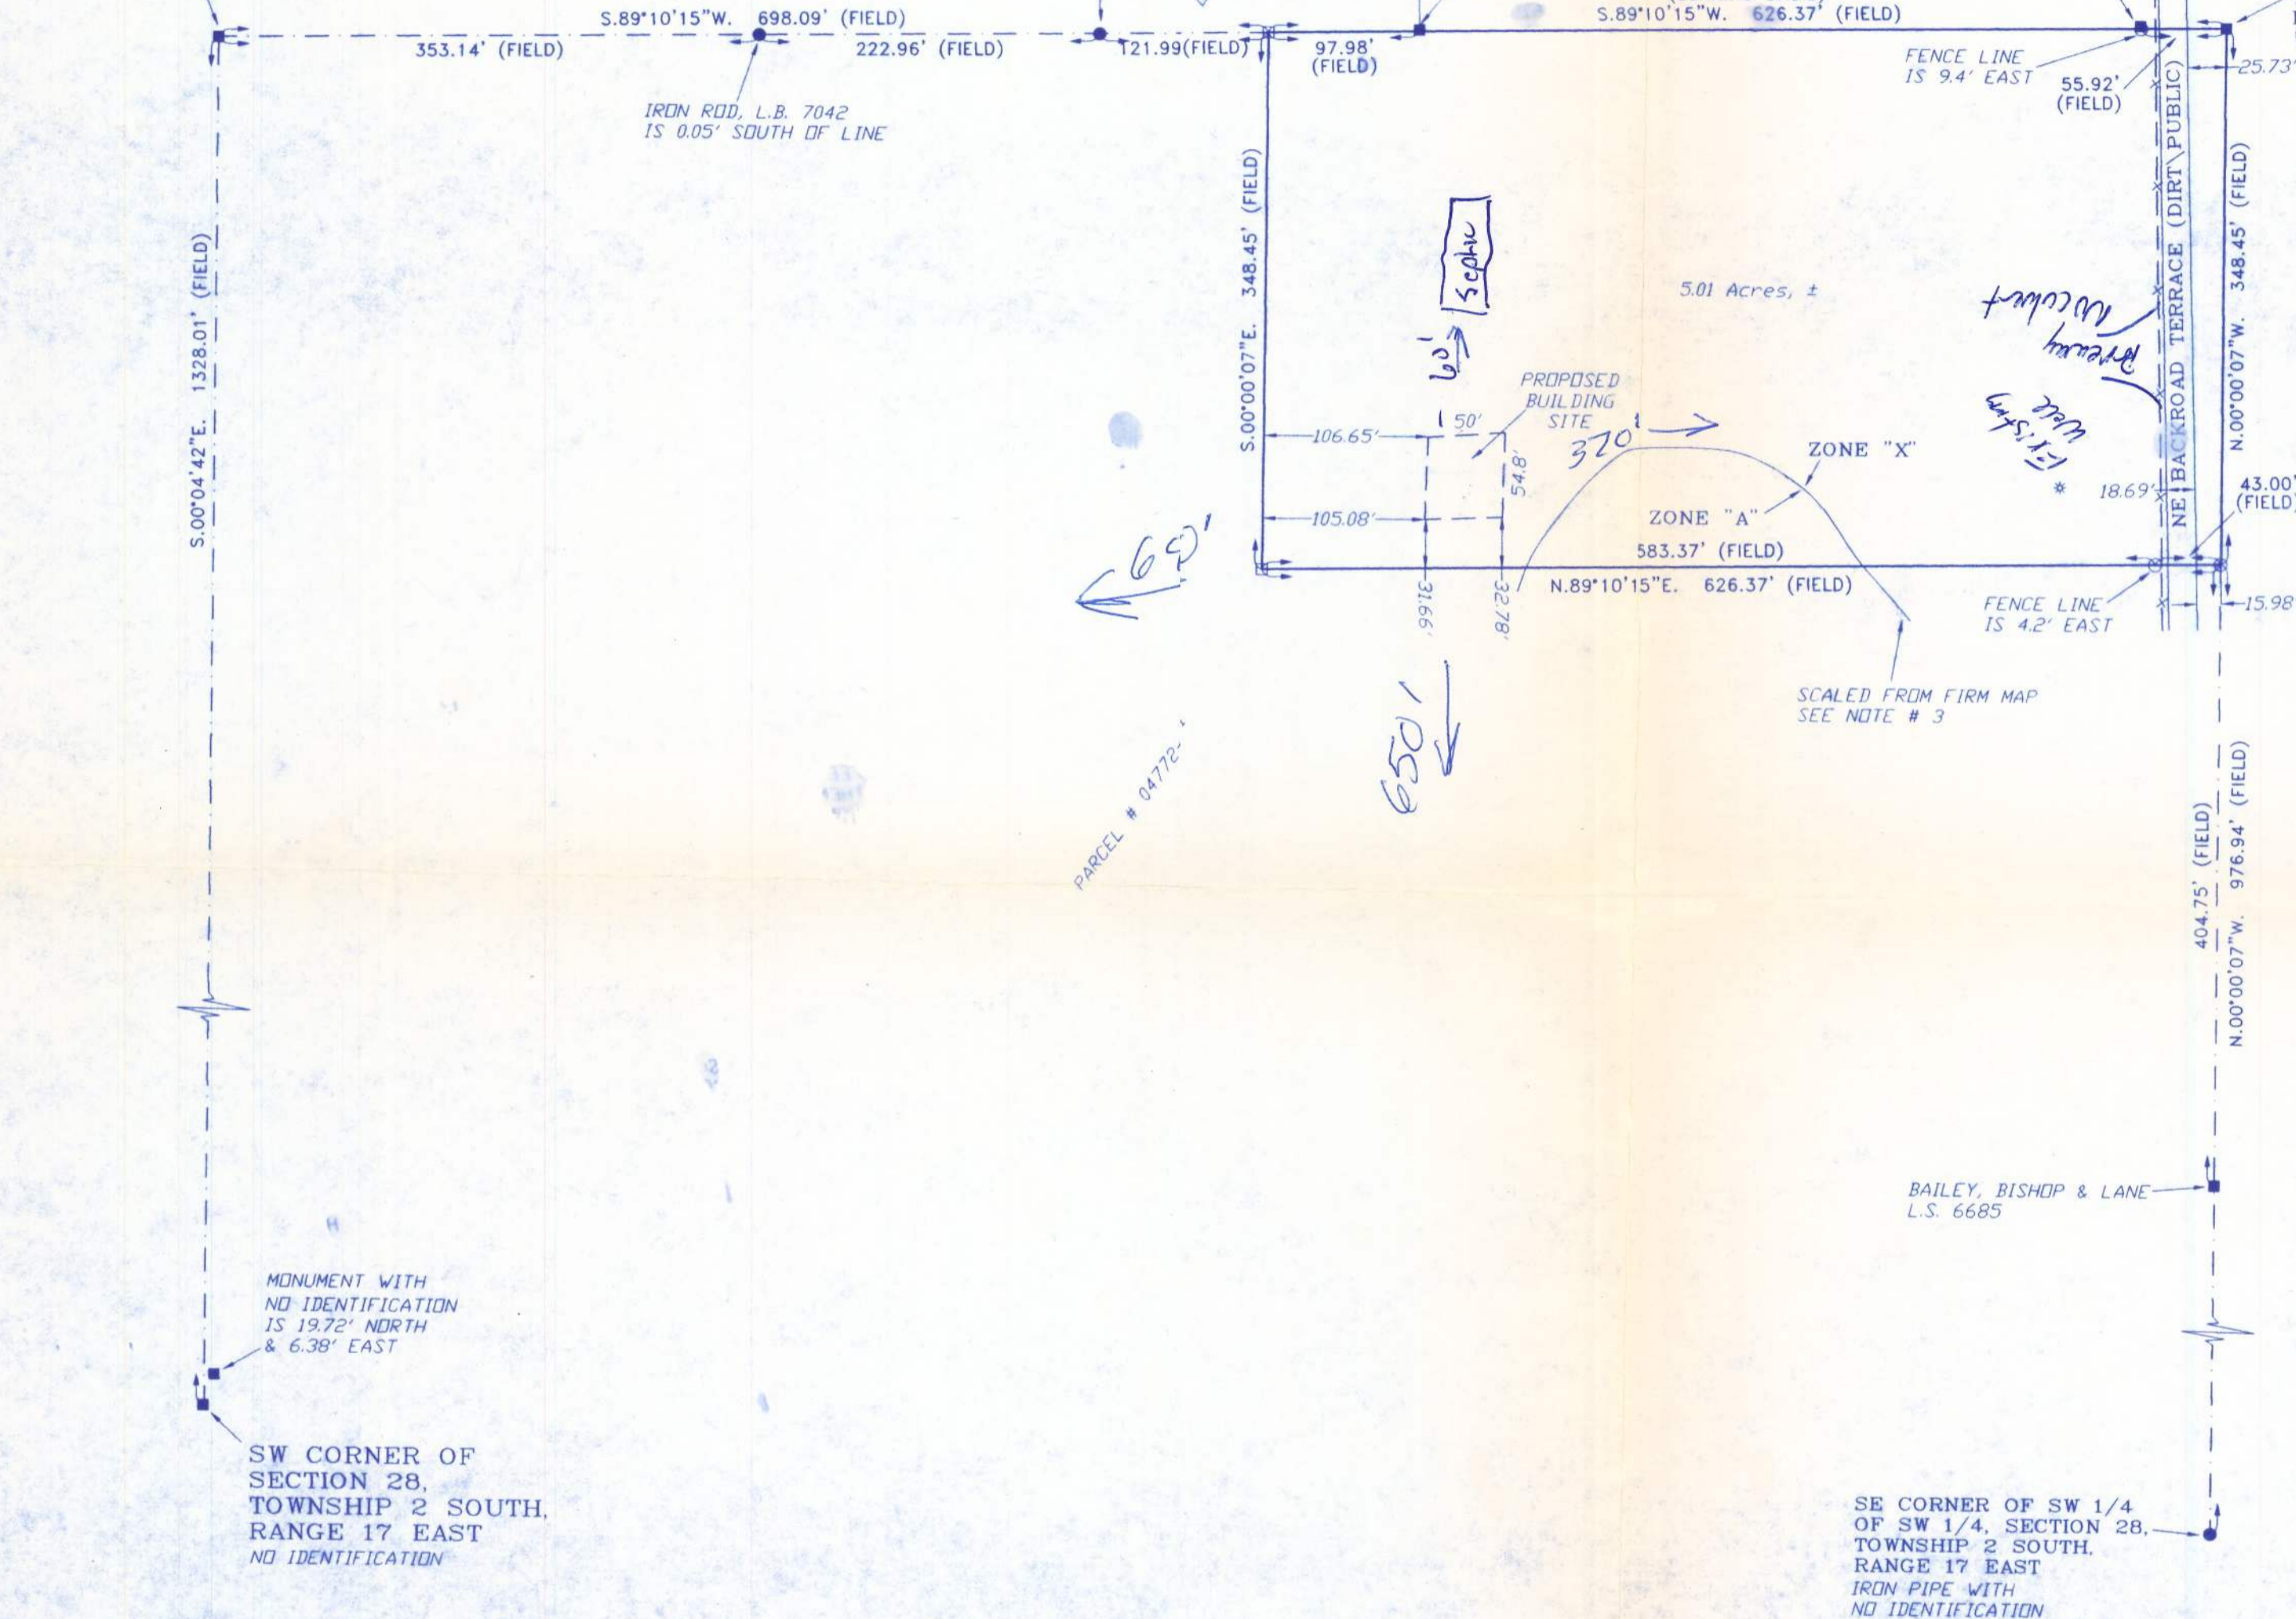 S.89°10'15"W. 698.09' (FIELD)
353.14' (FIELD)
222.96' (FIELD)
121.99(FIELD)
97.98'
(FIELD)
S.89°10'15"W. 626.37' (FIELD)
FENCE LINE
IS 9.4' EAST
55.92'
(FIELD)
25.73'
IRON ROD, L.B. 7042
IS 0.05' SOUTH OF LINE
S.00°04'42"E. 1328.01' (FIELD)
S.00°00'07"E. 348.45' (FIELD)
Septic
60'
5.01 Acres, ±
No culvert
Driveway
Existing
Well
NE BACKROAD TERRACE (DIRT\PUBLIC)
N.00°00'07"W. 348.45' (FIELD)
PROPOSED
BUILDING
SITE
50'
106.65'
54.8'
370'
ZONE "X"
105.08'
ZONE "A"
18.69'
43.00'
(FIELD)
583.37' (FIELD)
N.89°10'15"E. 626.37' (FIELD)
31.66'
32.78'
FENCE LINE
IS 4.2' EAST
15.98
650'
SCALED FROM FIRM MAP
SEE NOTE # 3
PARCEL # 04772-
404.75' (FIELD)
N.00°00'07"W. 976.94' (FIELD)
BAILEY, BISHOP & LANE
L.S. 6685
MONUMENT WITH
NO IDENTIFICATION
IS 19.72' NORTH
& 6.38' EAST
SW CORNER OF
SECTION 28,
TOWNSHIP 2 SOUTH,
RANGE 17 EAST
NO IDENTIFICATION
SE CORNER OF SW 1/4
OF SW 1/4, SECTION 28,
TOWNSHIP 2 SOUTH,
RANGE 17 EAST
IRON PIPE WITH
NO IDENTIFICATION